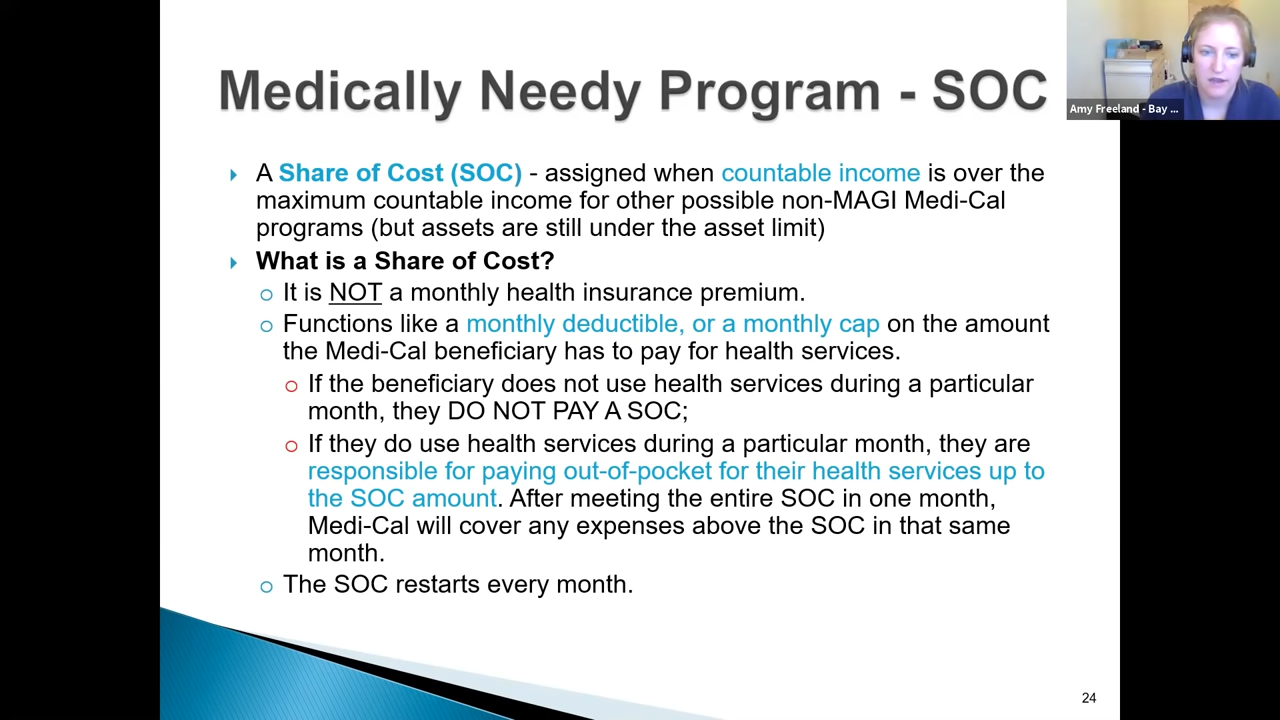 Medically Needy Program - SOC
Amy Freeland - Bay ...
A Share of Cost (SOC) - assigned when countable income is over the
maximum countable income for other possible non-MAGI Medi-Cal
programs (but assets are still under the asset limit)
What is a Share of Cost?
It is NOT a monthly health insurance premium.
Functions like a monthly deductible, or a monthly cap on the amount
the Medi-Cal beneficiary has to pay for health services.
If the beneficiary does not use health services during a particular
month, they DO NOT PAY A SOC;
If they do use health services during a particular month, they are
responsible for paying out-of-pocket for their health services up to
the SOC amount. After meeting the entire SOC in one month,
Medi-Cal will cover any expenses above the SOC in that same
month.
The SOC restarts every month.
24